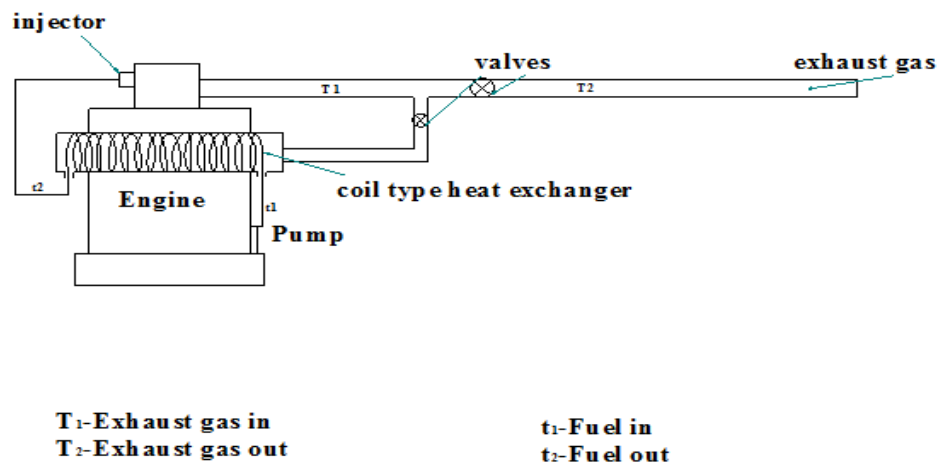 injector
valves
exhaust gas
T1
T2
coil type heat exchanger
t2
Engine
t1
Pump
T₁-Exhaust gas in
T₂-Exhaust gas out
t₁-Fuel in
t₂-Fuel out